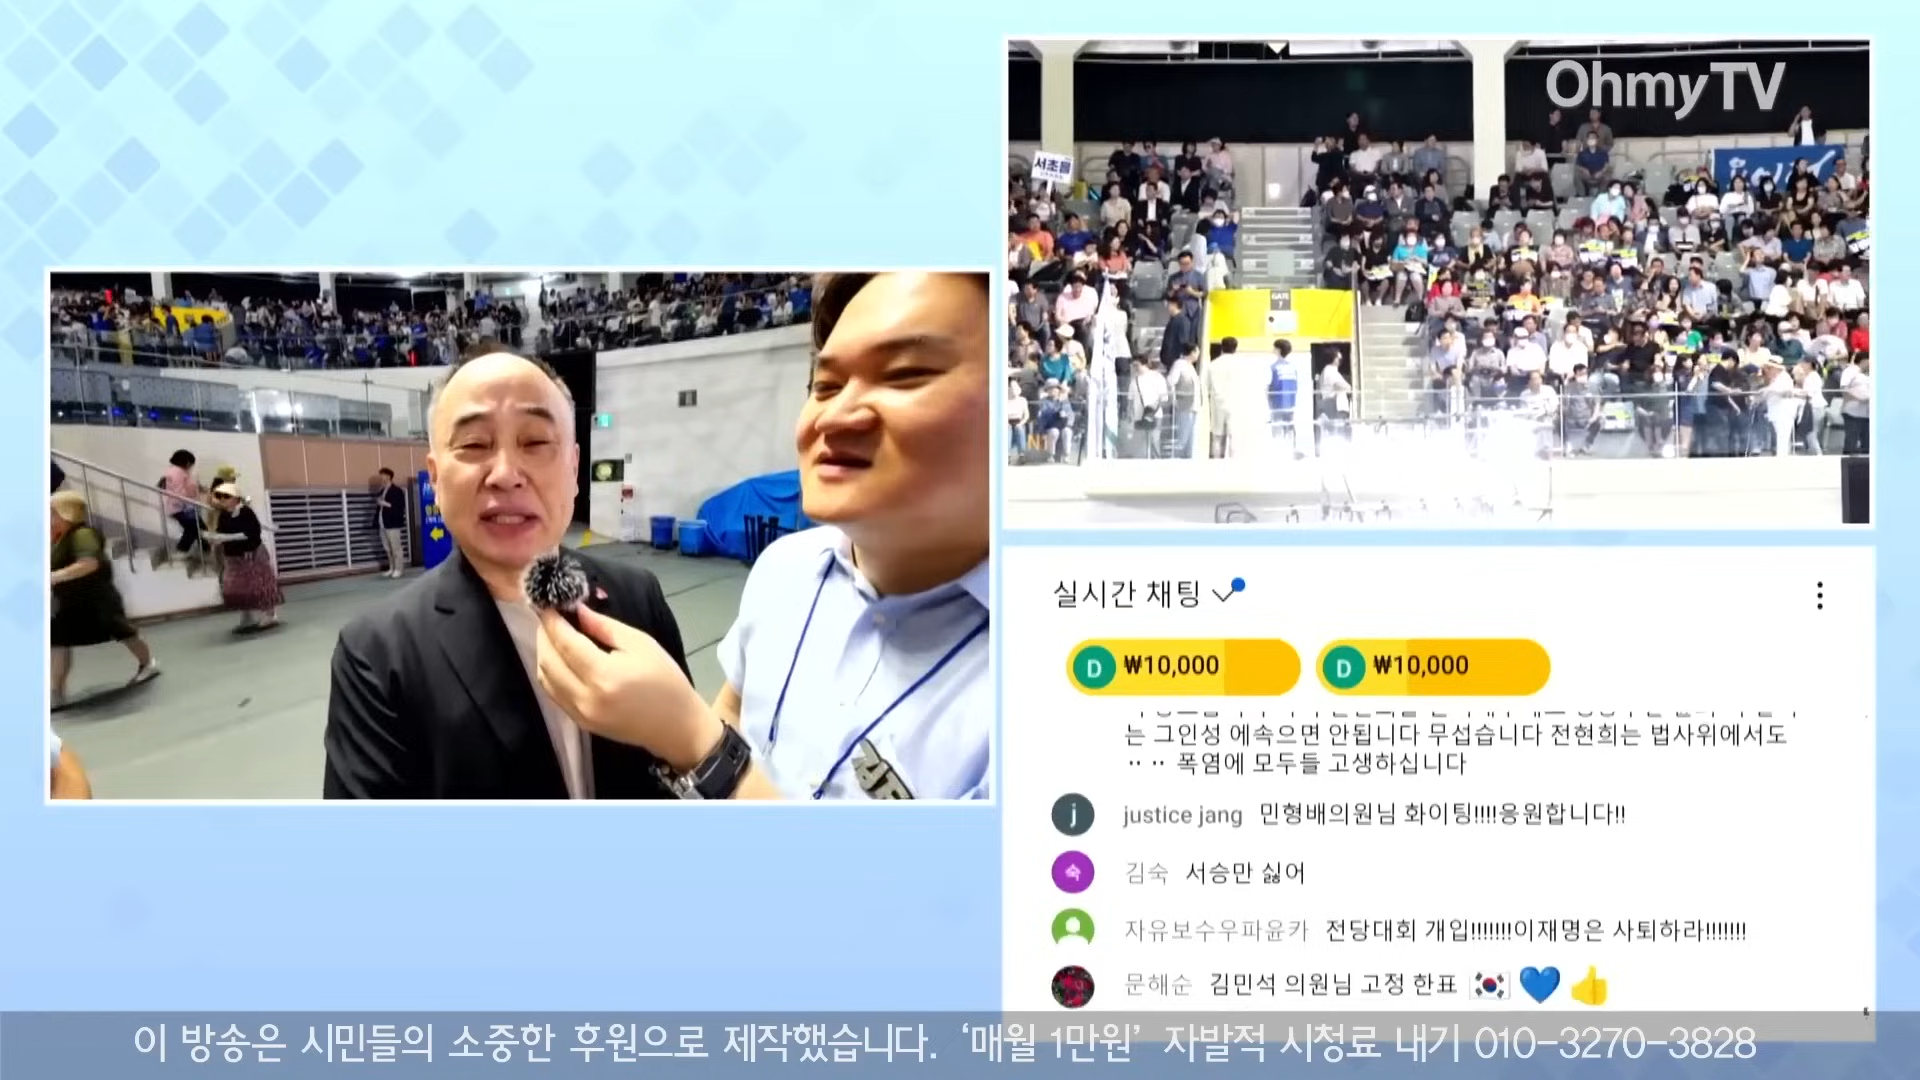 OhmyTV
서초을
GATE
7
N1
실시간 채팅
D ₩10,000
D ₩10,000
는 그인성 에속으면 안됩니다 무섭습니다 전현희는 법사위에서도
폭염에 모두들 고생하십니다
j justice jang 민형배의원님 화이팅!!!!응원합니다!!
숙 김숙 서승만 싫어
자유보수우파윤카 전당대회 개입!!!!!!!이재명은 사퇴하라!!!!!!!
문해순 김민석 의원님 고정 한표 🇰🇷 💙 👍
이 방송은 시민들의 소중한 후원으로 제작했습니다. ‘매월 1만원’ 자발적 시청료 내기 010-3270-3828